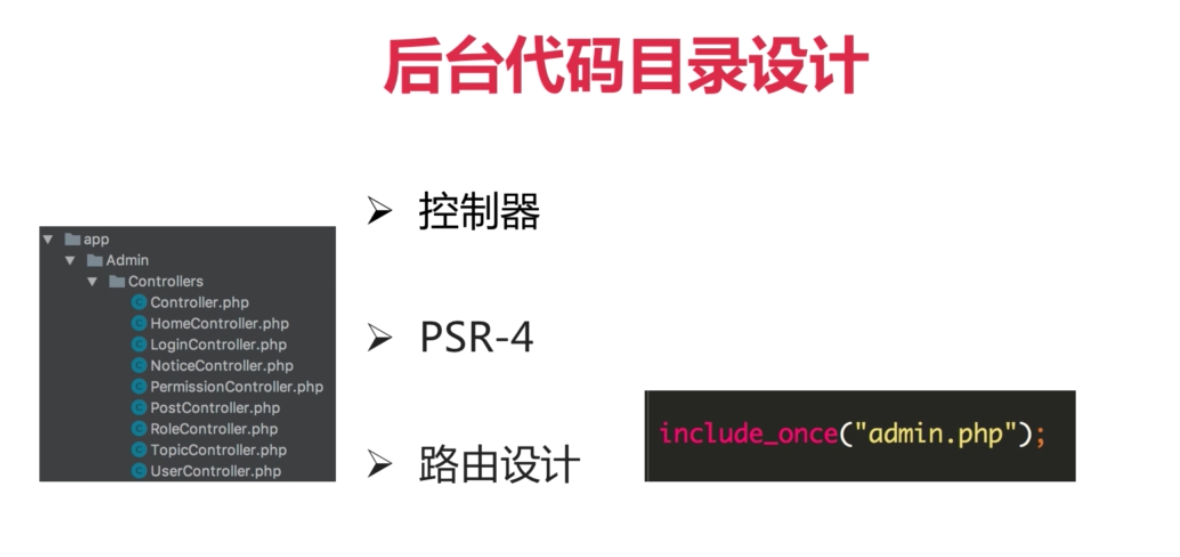 后台代码目录设计
控制器
app
Admin
Controllers
Controller.php
HomeController.php
LoginController.php
NoticeController.php
PermissionController.php
PostController.php
RoleController.php
TopicController.php
UserController.php
PSR-4
路由设计
include_once("admin.php");